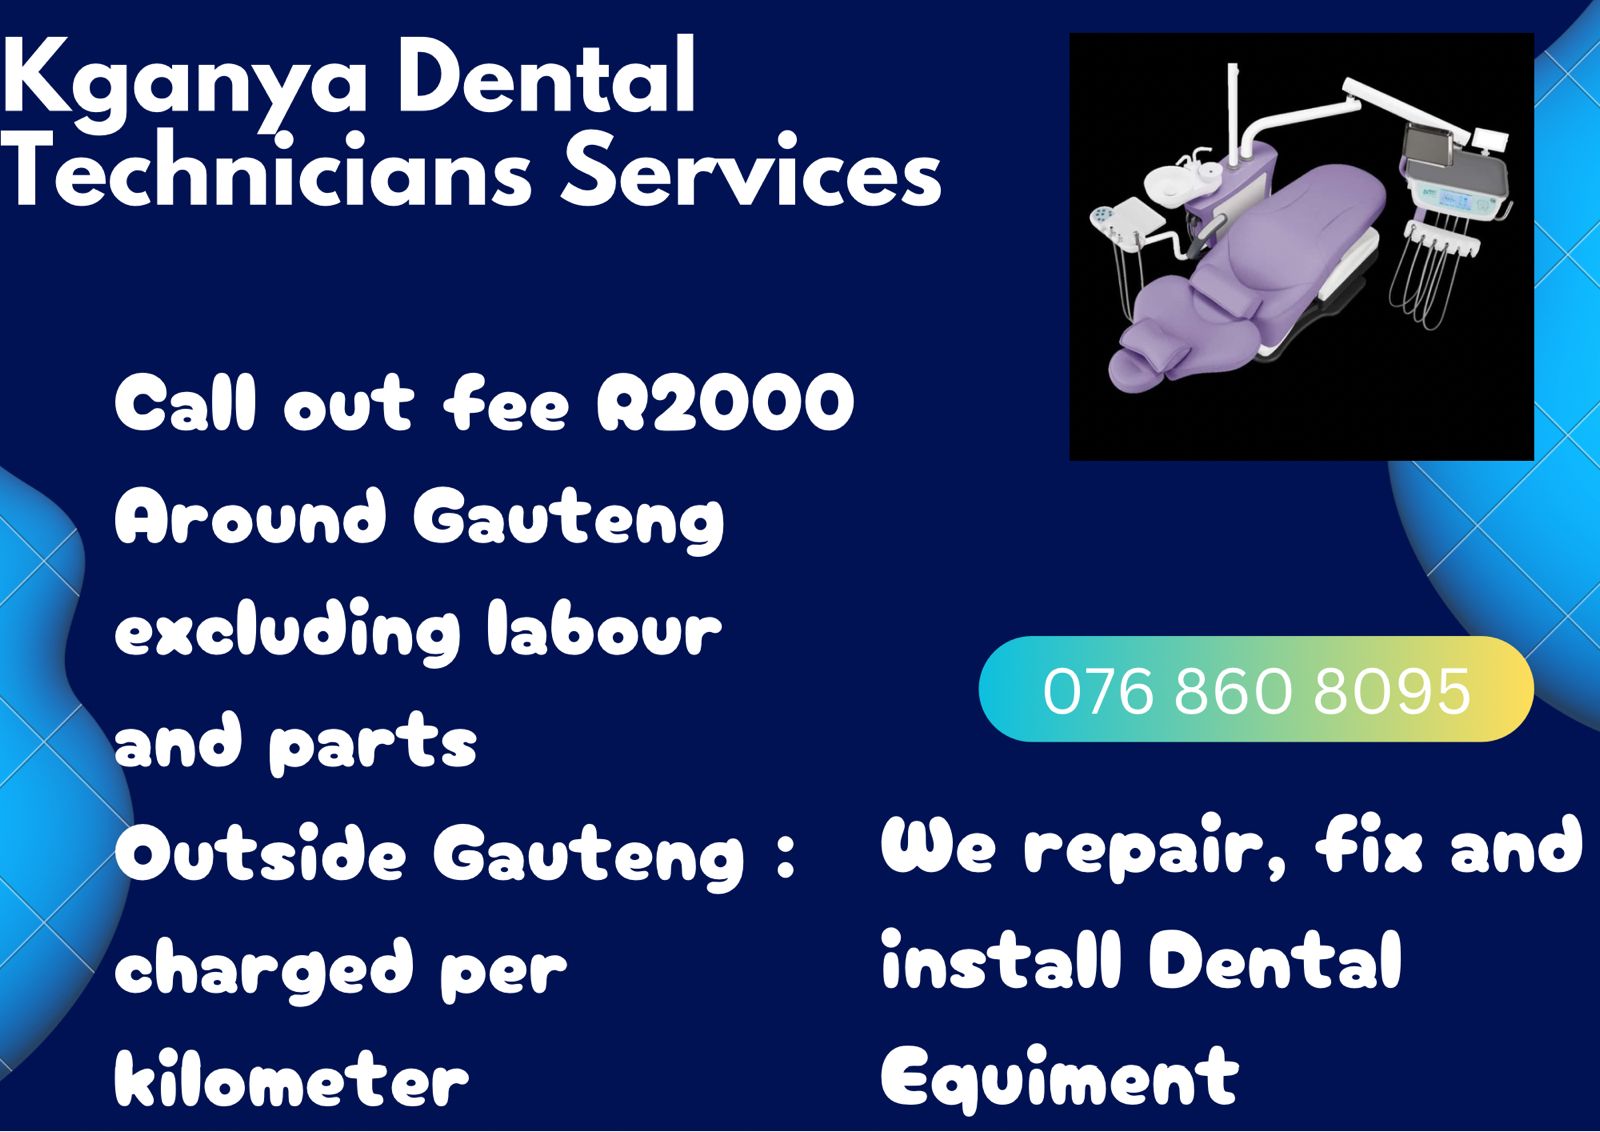 Kganya Dental
Technicians Services
Call out fee R2000
Around Gauteng
excluding labour
and parts
Outside Gauteng :
charged per
kilometer
076 860 8095
We repair, fix and
install Dental
Equiment